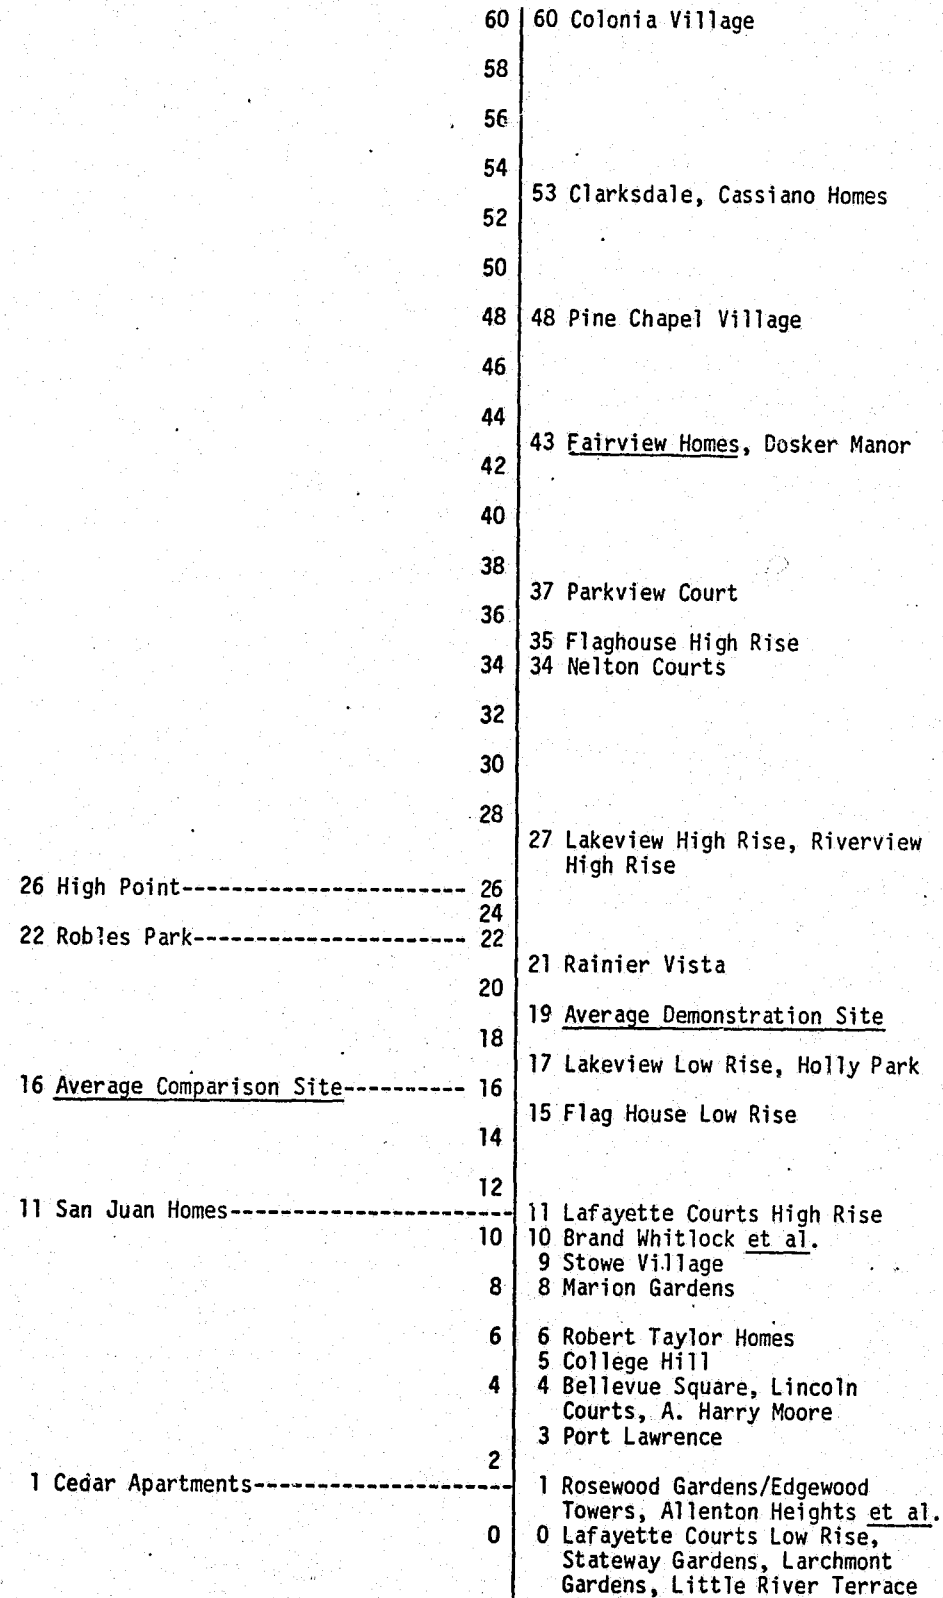 60 60 Colonia Village
58
56
54
53 Clarksdale, Cassiano Homes
52
50
48 48 Pine Chapel Village
46
44
43 Fairview Homes, Dosker Manor
42
40
38
37 Parkview Court
36
35 Flaghouse High Rise
34 34 Nelton Courts
32
30
28
27 Lakeview High Rise, Riverview
High Rise
26 High Point----------------------- 26
24
22 Robles Park---------------------- 22
21 Rainier Vista
20
19 Average Demonstration Site
18
17 Lakeview Low Rise, Holly Park
16 Average Comparison Site---------- 16
15 Flag House Low Rise
14
12
11 San Juan Homes----------------------- 11 Lafayette Courts High Rise
10 10 Brand Whitlock et al.
9 Stowe Village
8 8 Marion Gardens
6 6 Robert Taylor Homes
5 College Hill
4 4 Bellevue Square, Lincoln
Courts, A. Harry Moore
3 Port Lawrence
2
1 Cedar Apartments--------------------- 1 Rosewood Gardens/Edgewood
Towers, Allenton Heights et al.
0 0 Lafayette Courts Low Rise,
Stateway Gardens, Larchmont
Gardens, Little River Terrace